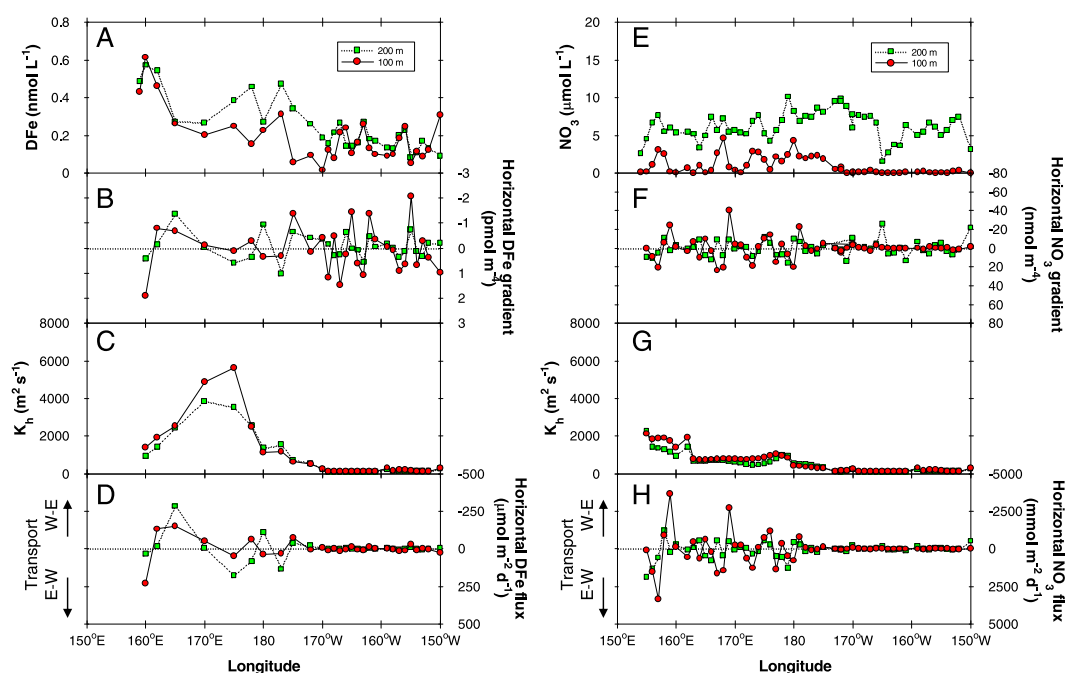 A
DFe (nmol L⁻¹)
0.8
0.6
0.4
0.2
0
200 m
100 m
B
Horizontal DFe gradient
(pmol m⁻⁴)
-3
-2
-1
0
1
2
3
C
Kh (m² s⁻¹)
8000
6000
4000
2000
0
D
Transport
E-W W-E
Horizontal DFe flux
(μmol m⁻² d⁻¹)
-500
-250
0
250
500
150°E 160°E 170°E 180 170°W 160°W 150°W
Longitude
E
NO₃ (μmol L⁻¹)
20
15
10
5
0
200 m
100 m
F
Horizontal NO₃ gradient
(nmol m⁻⁴)
-80
-60
-40
-20
0
20
40
60
80
G
Kh (m² s⁻¹)
8000
6000
4000
2000
0
H
Transport
E-W W-E
Horizontal NO₃ flux
(mmol m⁻² d⁻¹)
-5000
-2500
0
2500
5000
150°E 160°E 170°E 180 170°W 160°W 150°W
Longitude